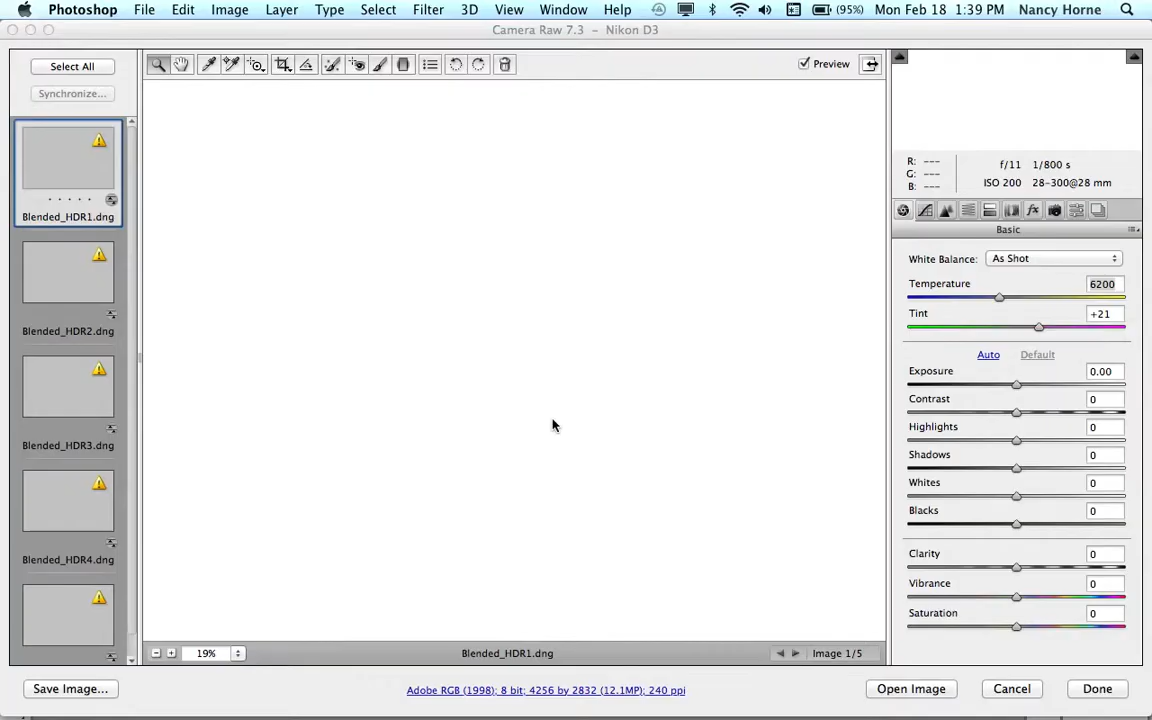 Photoshop File Edit Image Layer Type Select Filter 3D View Window Help (95%) Mon Feb 18 1:39 PM Nancy Horne
Camera Raw 7.3 - Nikon D3
Select All
Synchronize...
Preview
Blended_HDR1.dng
Blended_HDR2.dng
Blended_HDR3.dng
Blended_HDR4.dng
R: ---
G: ---
B: ---
f/11 1/800 s
ISO 200 28-300@28 mm
fx
Basic
White Balance: As Shot
Temperature 6200
Tint +21
Auto Default
Exposure 0.00
Contrast 0
Highlights 0
Shadows 0
Whites 0
Blacks 0
Clarity 0
Vibrance 0
Saturation 0
19% Blended_HDR1.dng Image 1/5
Save Image... Adobe RGB (1998); 8 bit; 4256 by 2832 (12.1MP); 240 ppi Open Image Cancel Done